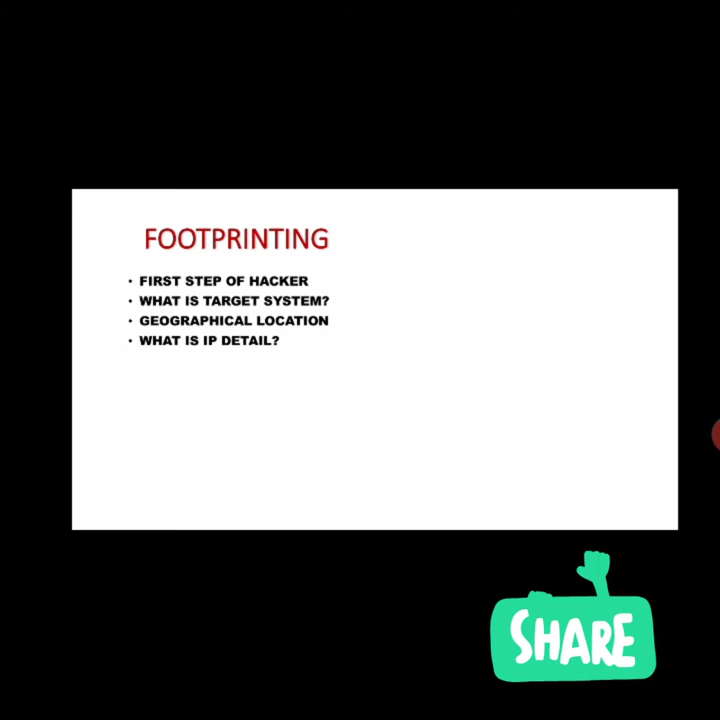 FOOTPRINTING
• FIRST STEP OF HACKER
• WHAT IS TARGET SYSTEM?
• GEOGRAPHICAL LOCATION
• WHAT IS IP DETAIL?
SHARE